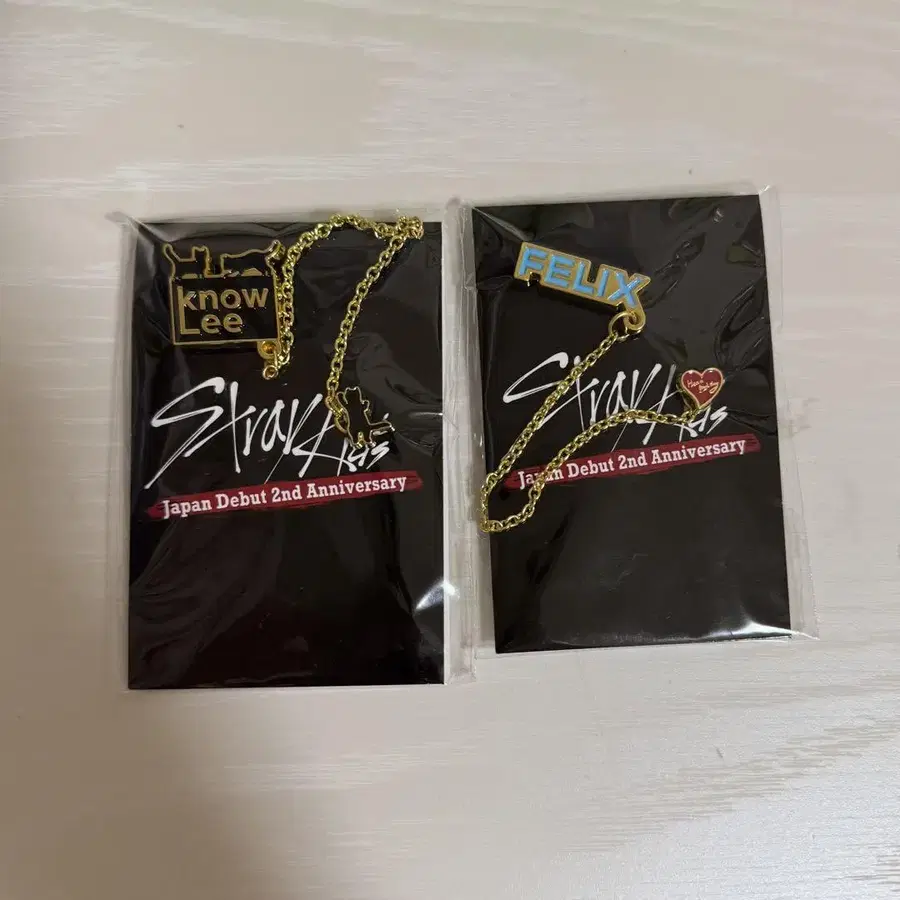 know
Lee
Stray Kids
Japan Debut 2nd Anniversary
FELIX
Stray Kids
Japan Debut 2nd Anniversary